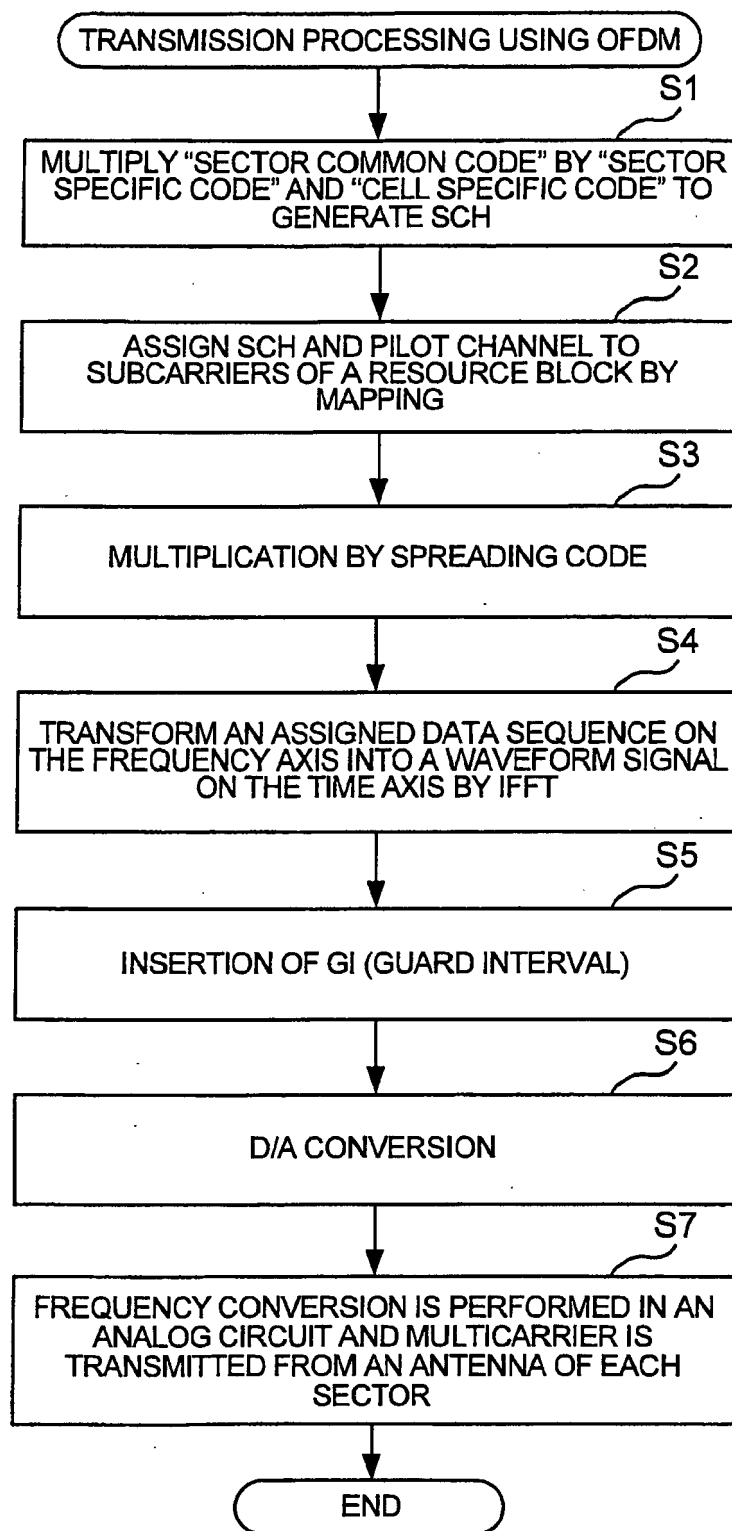 TRANSMISSION PROCESSING USING OFDM
S1
MULTIPLY “SECTOR COMMON CODE” BY “SECTOR
SPECIFIC CODE” AND “CELL SPECIFIC CODE” TO
GENERATE SCH
S2
ASSIGN SCH AND PILOT CHANNEL TO
SUBCARRIERS OF A RESOURCE BLOCK BY
MAPPING
S3
MULTIPLICATION BY SPREADING CODE
S4
TRANSFORM AN ASSIGNED DATA SEQUENCE ON
THE FREQUENCY AXIS INTO A WAVEFORM SIGNAL
ON THE TIME AXIS BY IFFT
S5
INSERTION OF GI (GUARD INTERVAL)
S6
D/A CONVERSION
S7
FREQUENCY CONVERSION IS PERFORMED IN AN
ANALOG CIRCUIT AND MULTICARRIER IS
TRANSMITTED FROM AN ANTENNA OF EACH
SECTOR
END